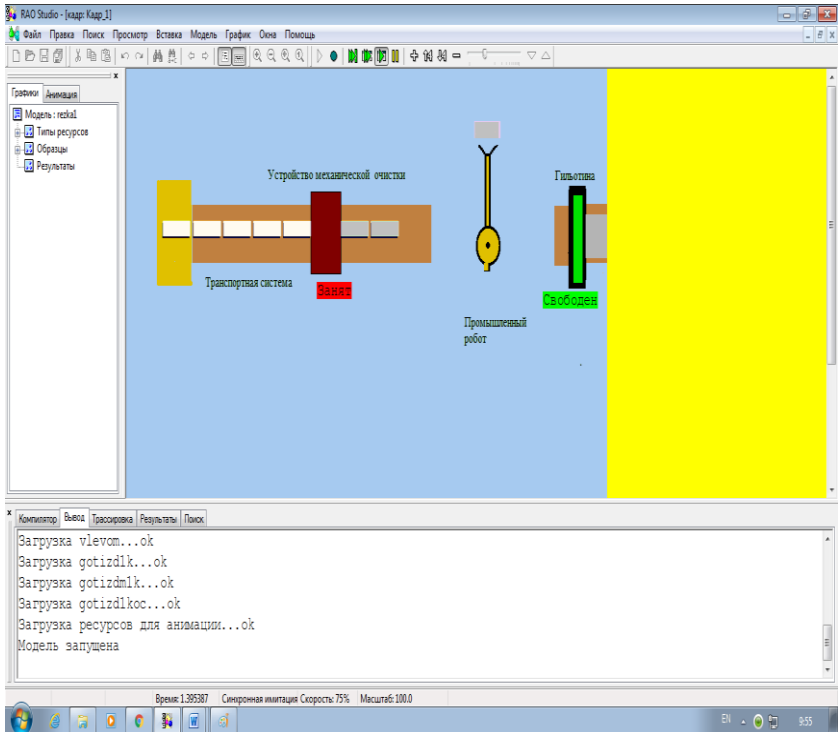 RAO Studio - [кадр: Кадр_1]
Файл Правка Поиск Просмотр Вставка Модель График Окна Помощь
Графики Анимация
Модель : rezka1
Типы ресурсов
Образцы
Результаты
Устройство механической очистки
Гильотина
Транспортная система
Занят
Свободен
Промышленный
робот
Компилятор Вывод Трассировка Результаты Поиск
Загрузка vlevom...ok
Загрузка gotizd1k...ok
Загрузка gotizdm1k...ok
Загрузка gotizd1koc...ok
Загрузка ресурсов для анимации...ok
Модель запущена
Время: 1.395387 Синхронная имитация Скорость: 75% Масштаб: 100.0
EN 9:55